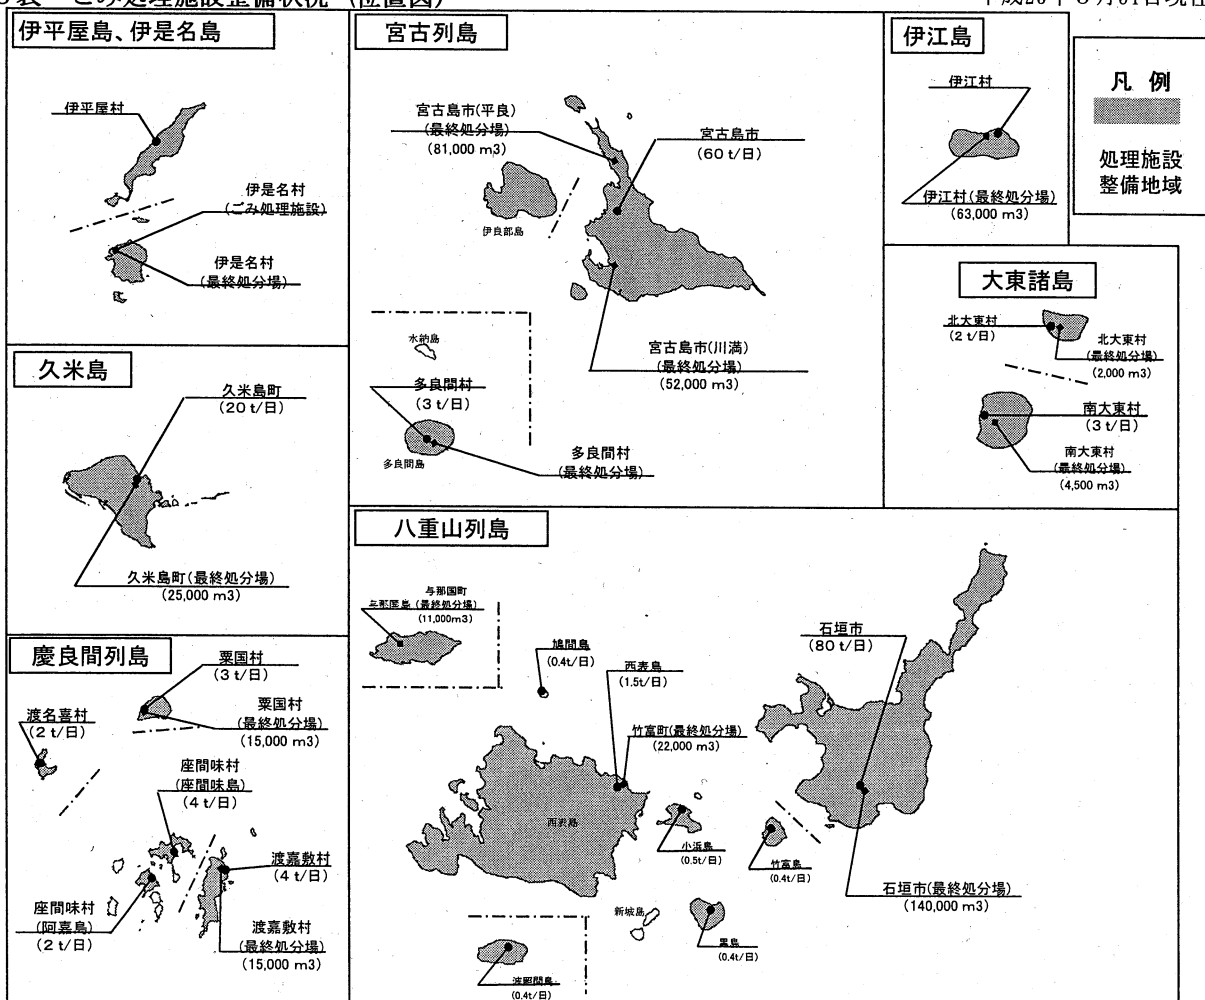 ごみ処理施設整備状況 (位置図)
伊平屋島、伊是名島
伊平屋村
伊是名村
(ごみ処理施設)
伊是名村
(最終処分場)
久米島
久米島町
(20 t/日)
久米島町(最終処分場)
(25,000 m3)
慶良間列島
粟国村
(3 t/日)
粟国村
(最終処分場)
(15,000 m3)
渡名喜村
(2 t/日)
座間味村
(座間味島)
(4 t/日)
渡嘉敷村
(4 t/日)
座間味村
(阿嘉島)
(2 t/日)
渡嘉敷村
(最終処分場)
(15,000 m3)
宮古列島
宮古島市(平良)
(最終処分場)
(81,000 m3)
宮古島市
(60 t/日)
伊良部島
水納島
宮古島市(川満)
(最終処分場)
(52,000 m3)
多良間村
(3 t/日)
多良間島
多良間村
(最終処分場)
伊江島
伊江村
伊江村(最終処分場)
(63,000 m3)
凡 例
処理施設
整備地域
大東諸島
北大東村
(2 t/日)
北大東村
(最終処分場)
(2,000 m3)
南大東村
(3 t/日)
南大東村
(最終処分場)
(4,500 m3)
八重山列島
与那国町
与那国島 (最終処分場)
(11,000m3)
鳩間島
(0.4t/日)
西表島
(1.5t/日)
竹富町(最終処分場)
(22,000 m3)
石垣市
(80 t/日)
西表島
小浜島
(0.5t/日)
竹富島
(0.4t/日)
石垣市(最終処分場)
(140,000 m3)
新城島
黒島
(0.4t/日)
波照間島
(0.4t/日)